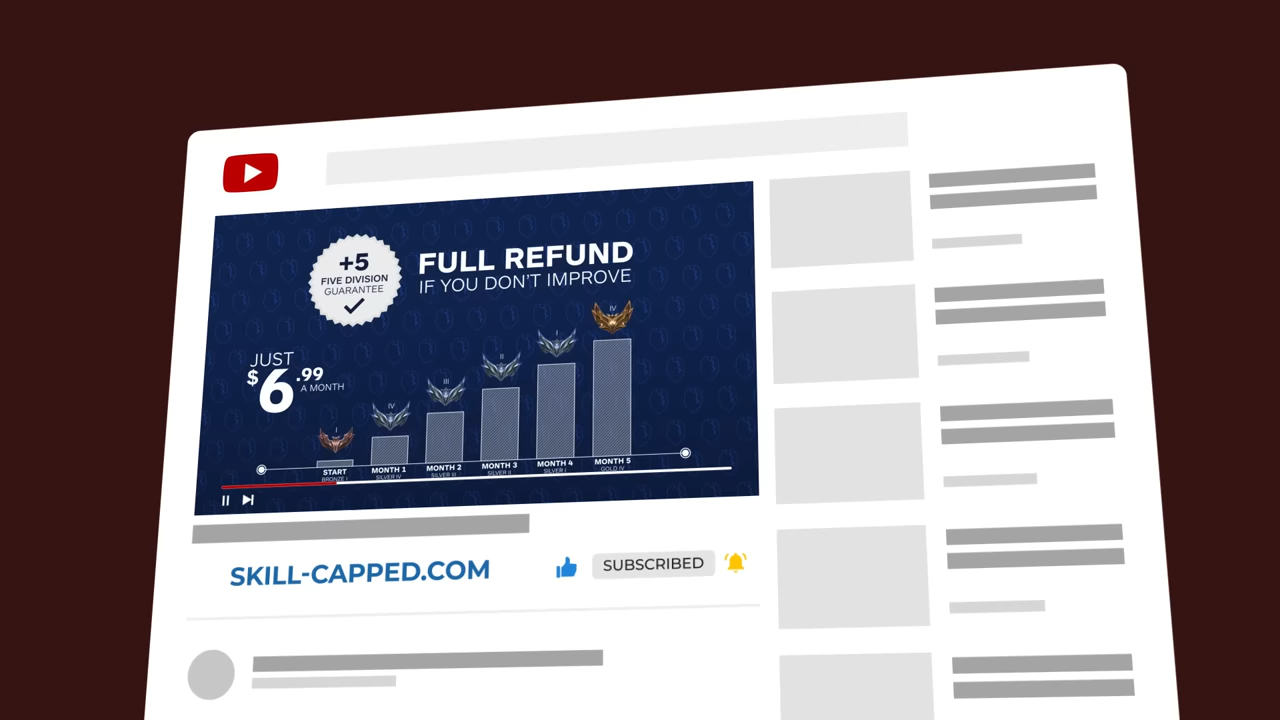 +5
FIVE DIVISION
GUARANTEE
FULL REFUND
IF YOU DON'T IMPROVE
JUST
$6.99
A MONTH
I
IV
III
II
I
IV
START
MONTH 1
MONTH 2
MONTH 3
MONTH 4
MONTH 5
BRONZE I
SILVER IV
SILVER III
SILVER II
SILVER I
GOLD IV
SKILL-CAPPED.COM
SUBSCRIBED